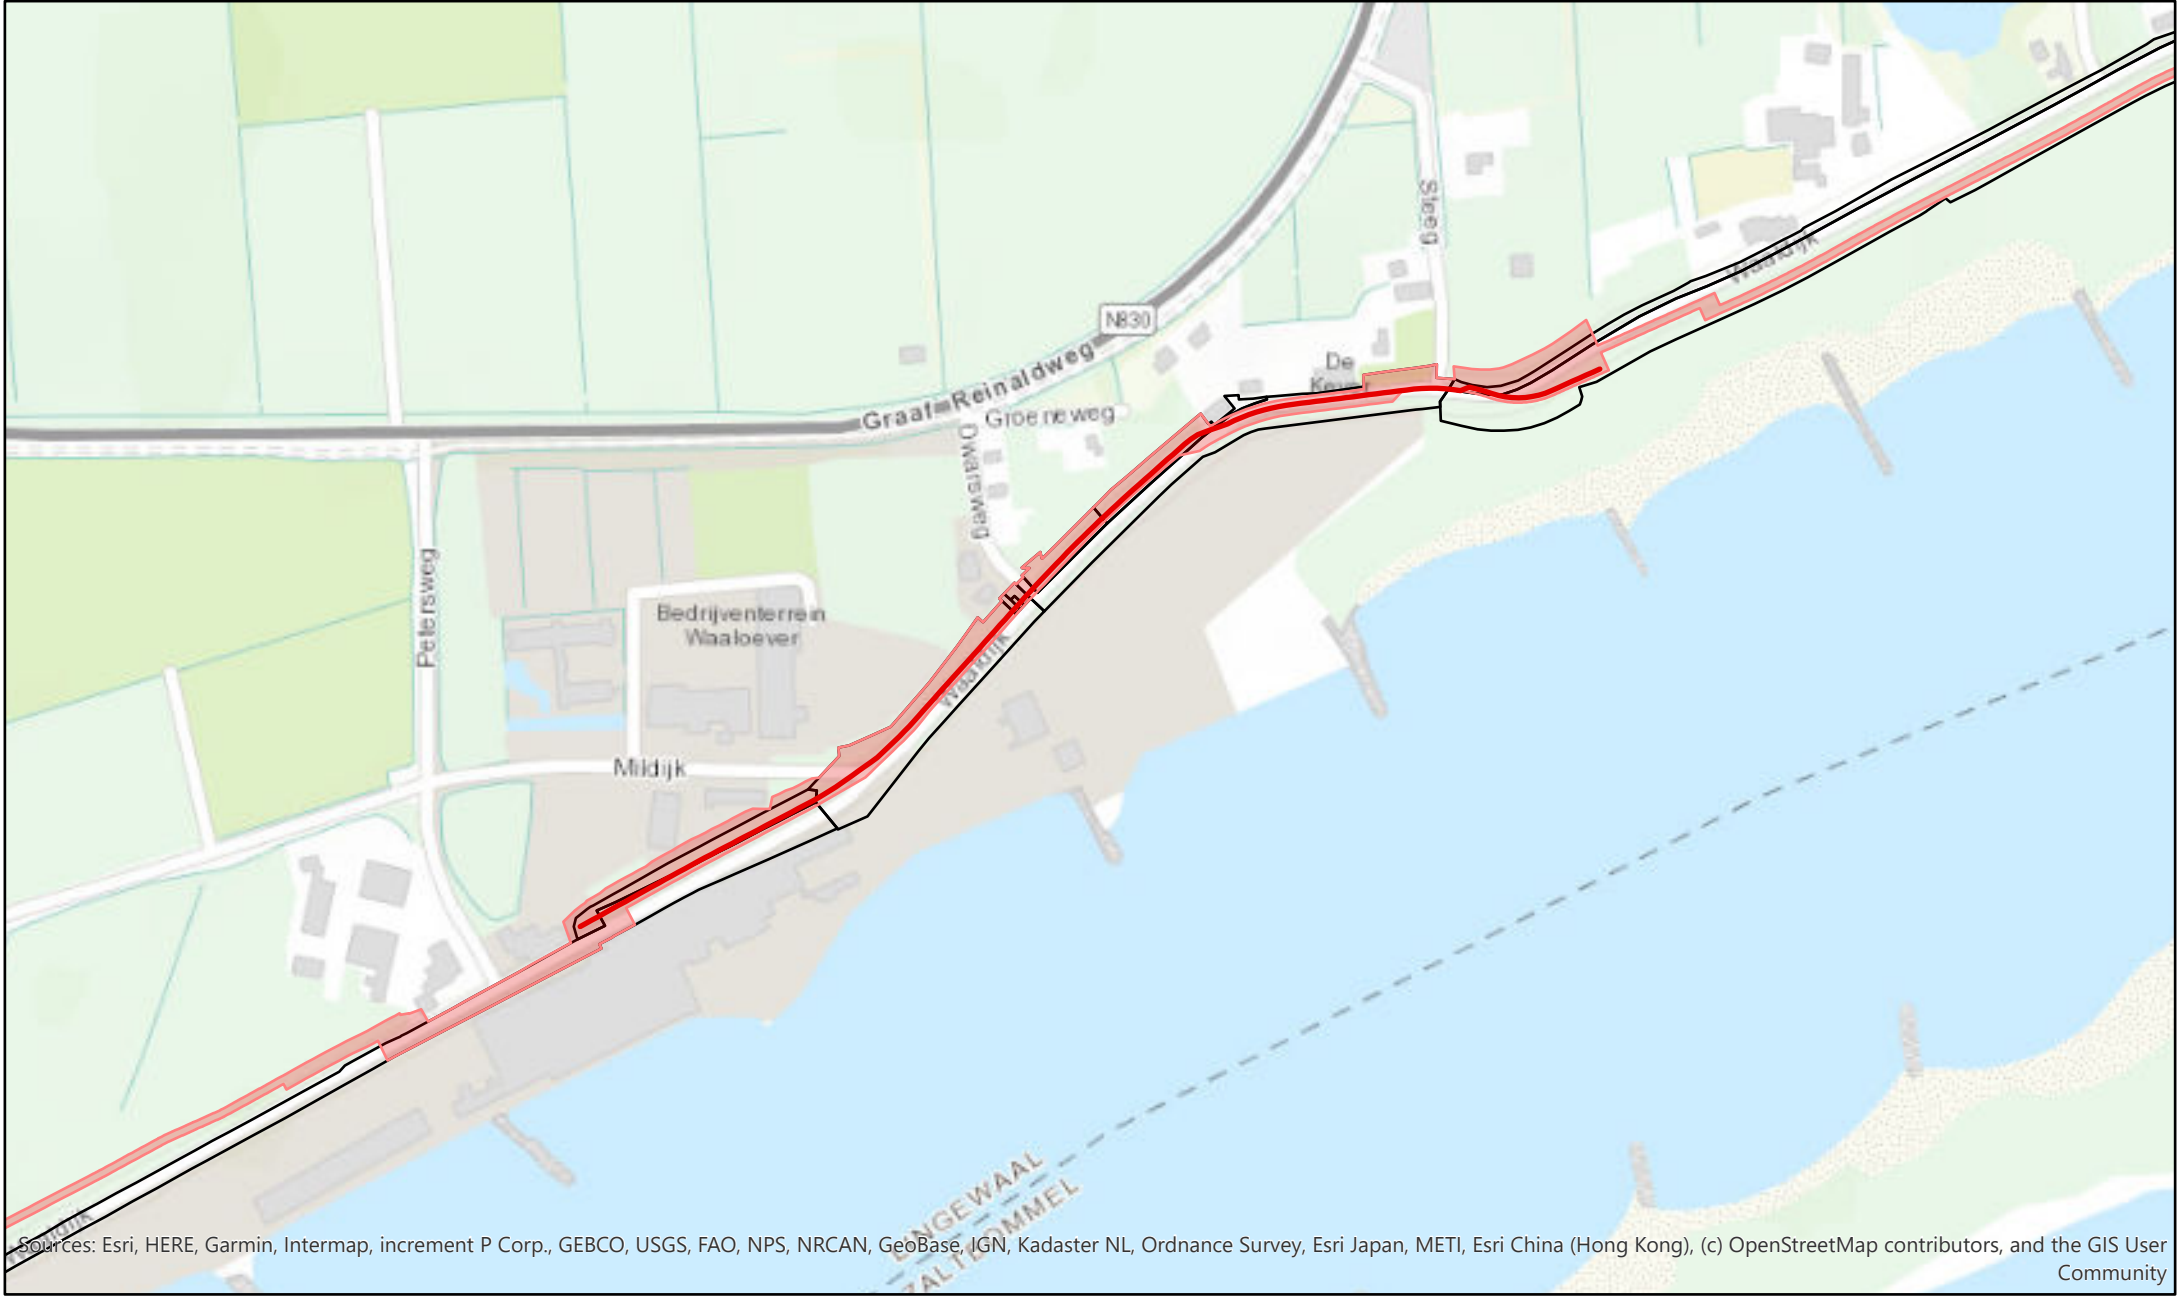 Steeg
Waaldijk
N830
De
Graaf Reinaldweg
Groeneweg
Dwarsweg
Petersweg
Bedrijventerrein
Waaloever
Waaldijk
Mildijk
ZALTBOMMEL
Sources: Esri, HERE, Garmin, Intermap, increment P Corp., GEBCO, USGS, FAO, NPS, NRCAN, GeoBase, IGN, Kadaster NL, Ordnance Survey, Esri Japan, METI, Esri China (Hong Kong), (c) OpenStreetMap contributors, and the GIS User
Community